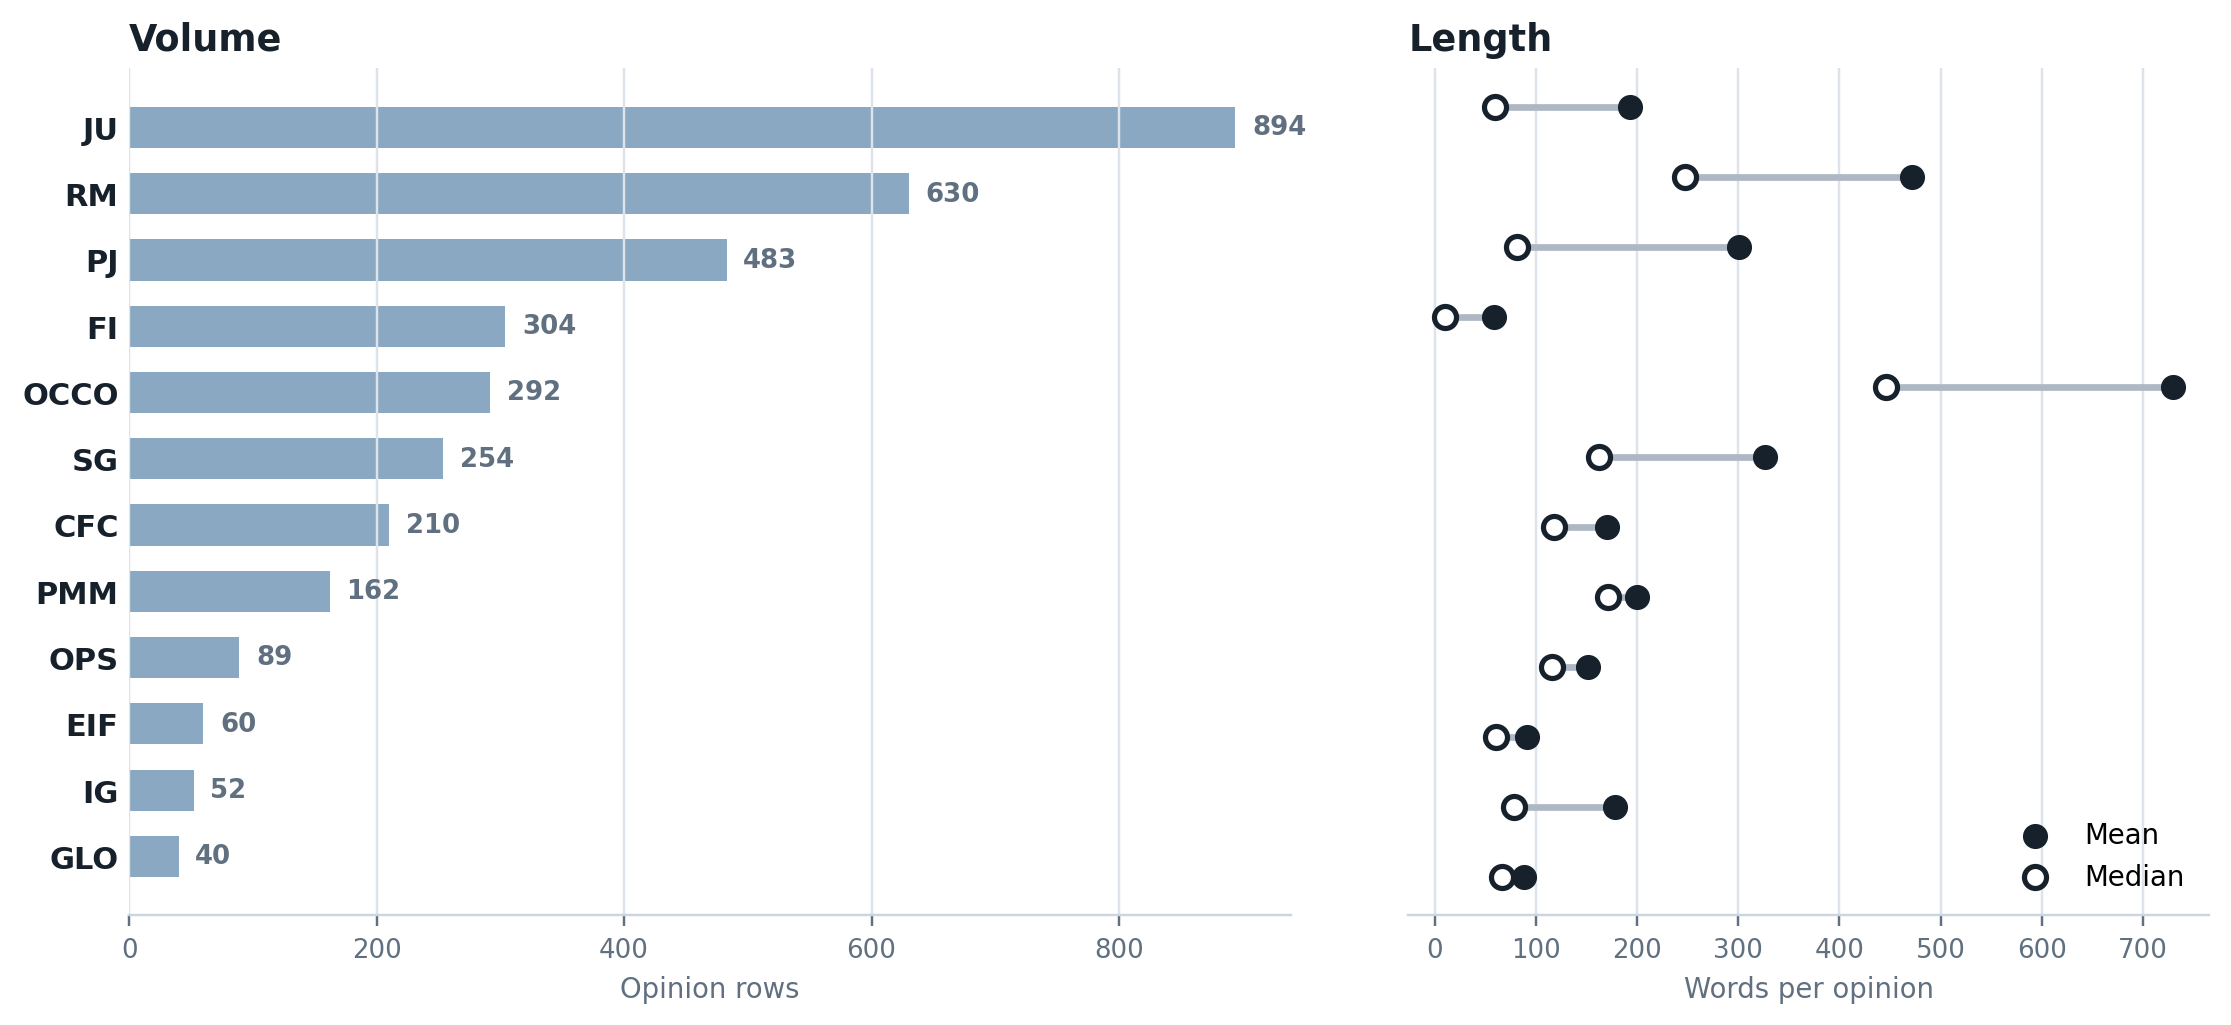 Volume
JU 894
RM 630
PJ 483
FI 304
OCCO 292
SG 254
CFC 210
PMM 162
OPS 89
EIF 60
IG 52
GLO 40
0 200 400 600 800
Opinion rows
Length
Mean
Median
0 100 200 300 400 500 600 700
Words per opinion